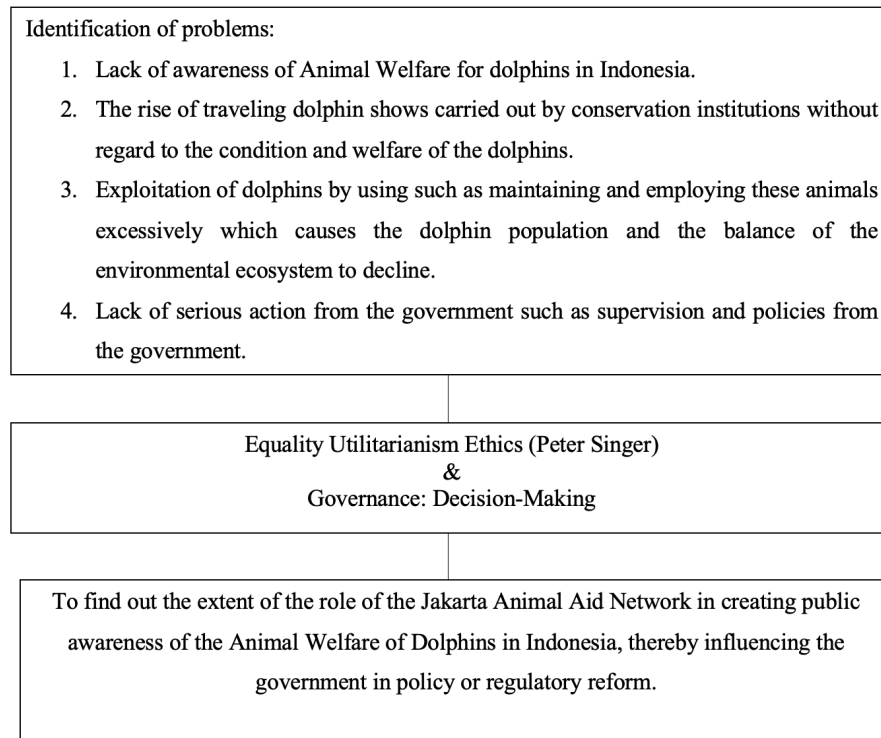 Identification of problems:
1. Lack of awareness of Animal Welfare for dolphins in Indonesia.
2. The rise of traveling dolphin shows carried out by conservation institutions without
regard to the condition and welfare of the dolphins.
3. Exploitation of dolphins by using such as maintaining and employing these animals
excessively which causes the dolphin population and the balance of the
environmental ecosystem to decline.
4. Lack of serious action from the government such as supervision and policies from
the government.
Equality Utilitarianism Ethics (Peter Singer)
&
Governance: Decision-Making
To find out the extent of the role of the Jakarta Animal Aid Network in creating public
awareness of the Animal Welfare of Dolphins in Indonesia, thereby influencing the
government in policy or regulatory reform.